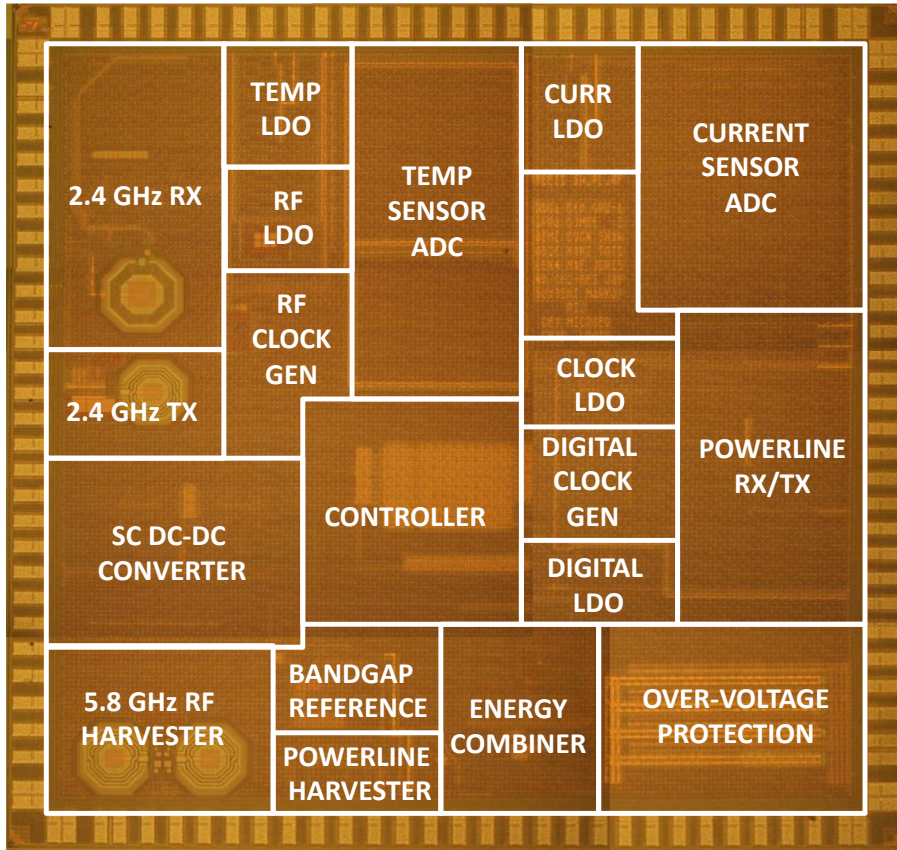 TEMP
LDO
CURR
LDO
CURRENT
SENSOR
ADC
2.4 GHz RX
RF
LDO
TEMP
SENSOR
ADC
RF
CLOCK
GEN
2.4 GHz TX
CLOCK
LDO
DIGITAL
CLOCK
GEN
POWERLINE
RX/TX
CONTROLLER
SC DC-DC
CONVERTER
DIGITAL
LDO
5.8 GHz RF
HARVESTER
BANDGAP
REFERENCE
ENERGY
COMBINER
OVER-VOLTAGE
PROTECTION
POWERLINE
HARVESTER